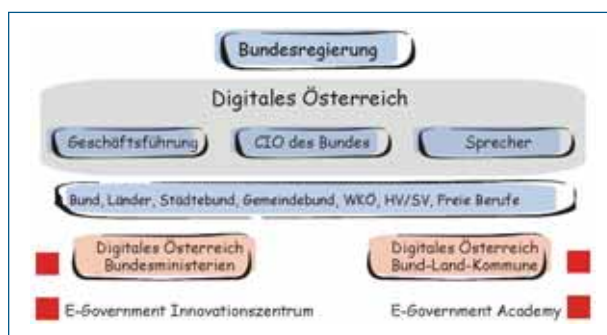 Bundesregierung
Digitales Österreich
Geschäftsführung
CIO des Bundes
Sprecher
Bund, Länder, Städtebund, Gemeindebund, WKÖ, HV/SV, Freie Berufe
Digitales Österreich
Bundesministerien
Digitales Österreich
Bund-Land-Kommune
E-Government Innovationszentrum
E-Government Academy